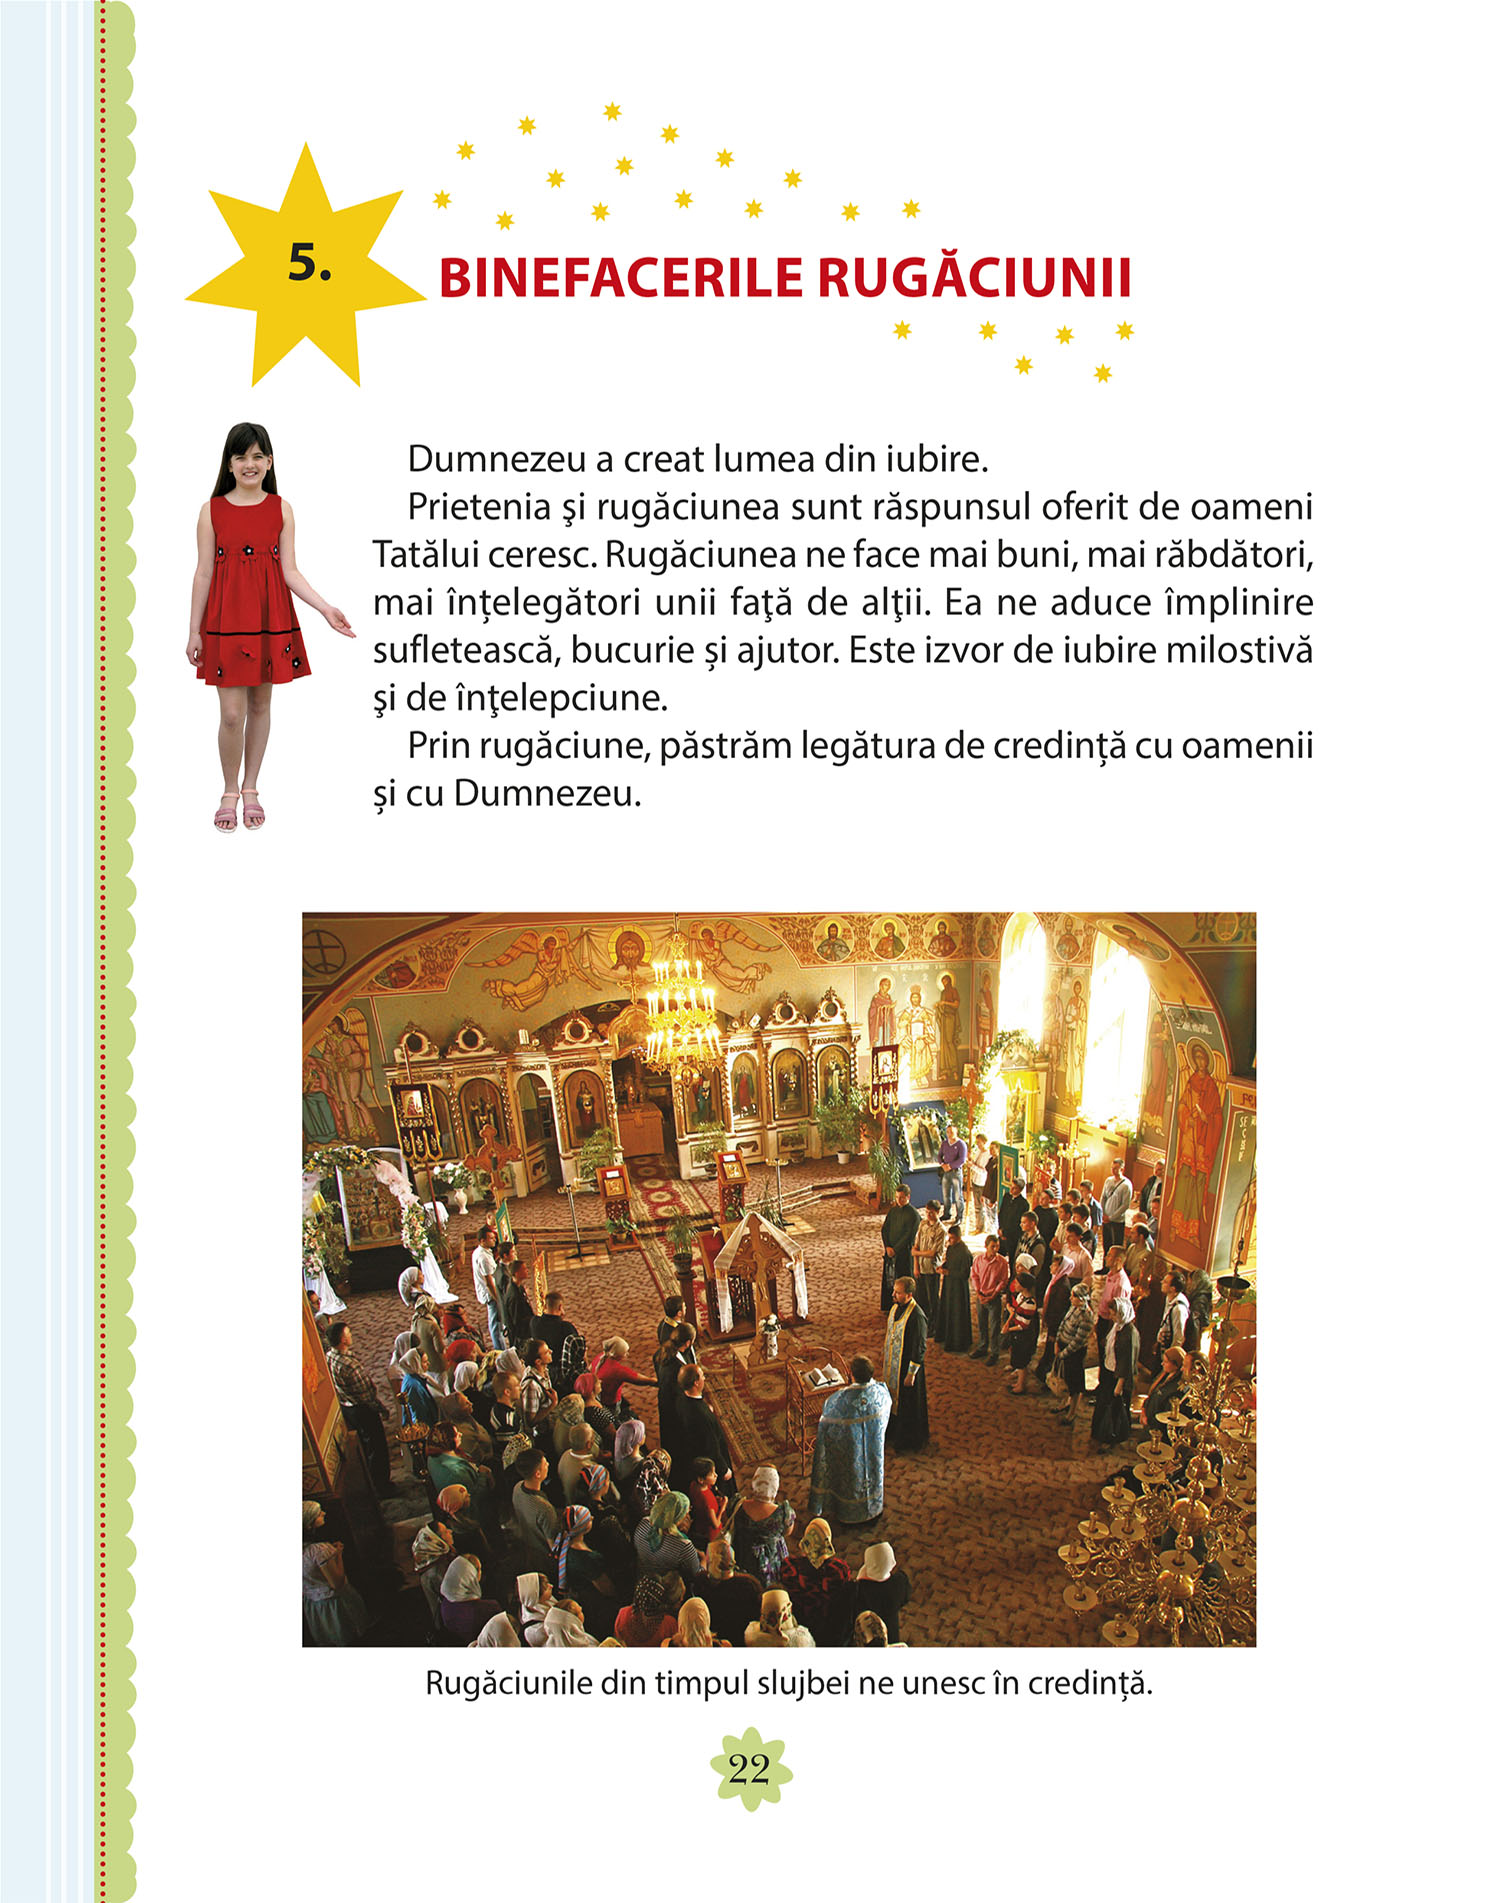 5.
BINEFACERILE RUGĂCIUNII
Dumnezeu a creat lumea din iubire.
Prietenia şi rugăciunea sunt răspunsul oferit de oameni
Tatălui ceresc. Rugăciunea ne face mai buni, mai răbdători,
mai înțelegători unii faţă de alţii. Ea ne aduce împlinire
sufletească, bucurie și ajutor. Este izvor de iubire milostivă
şi de înţelepciune.
Prin rugăciune, păstrăm legătura de credință cu oamenii
și cu Dumnezeu.
Rugăciunile din timpul slujbei ne unesc în credință.
22